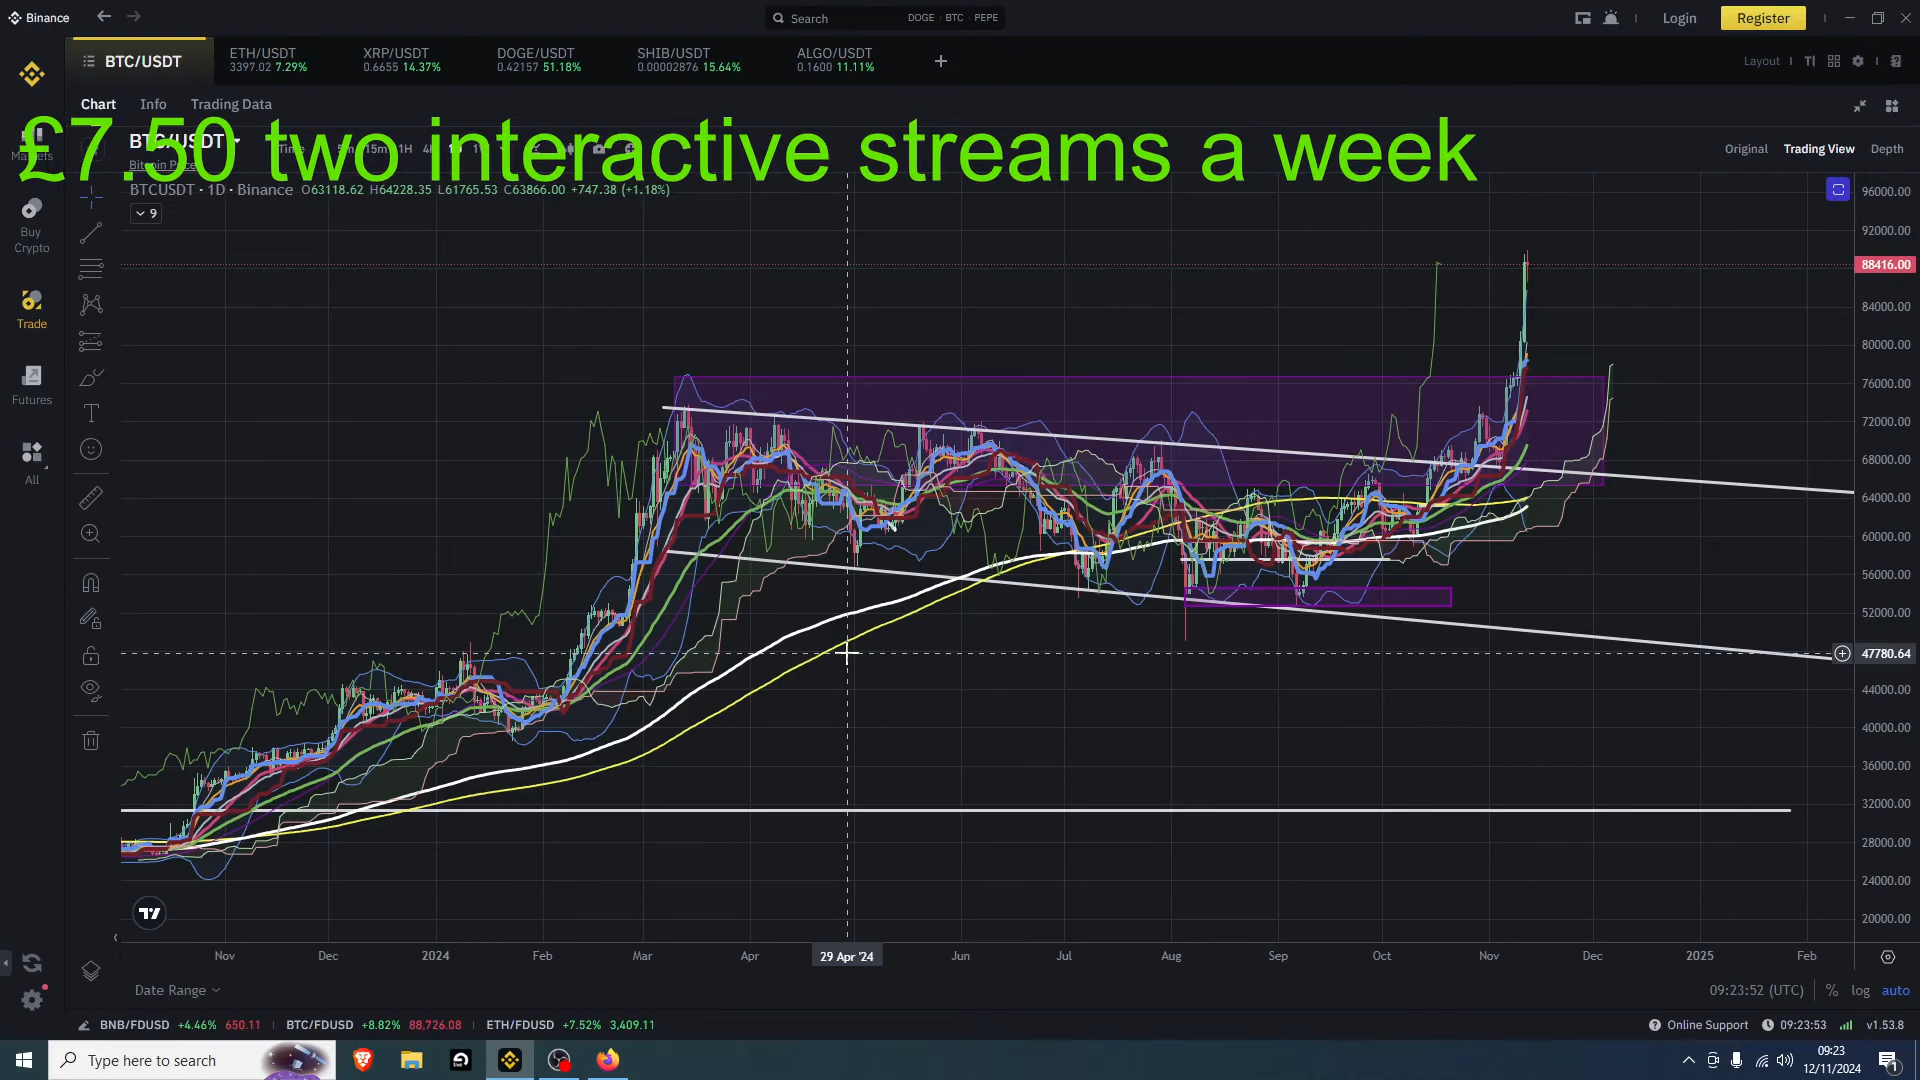 Binance
Search DOGE BTC PEPE
Login
Register
BTC/USDT
ETH/USDT
3397.02 7.29%
XRP/USDT
0.6655 14.37%
DOGE/USDT
0.42157 51.18%
SHIB/USDT
0.00002876 15.64%
ALGO/USDT
0.1600 11.11%
Layout
Chart Info Trading Data
£7.50 two interactive streams a week
BTC/USDT
Bitcoin Price
Original Trading View Depth
BTCUSDT · 1D · Binance O63118.62 H64228.35 L61765.53 C63866.00 +747.38 (+1.18%)
9
Markets
Buy
Crypto
Trade
Futures
All
96000.00
92000.00
88416.00
84000.00
80000.00
76000.00
72000.00
68000.00
64000.00
60000.00
56000.00
52000.00
47780.64
44000.00
40000.00
36000.00
32000.00
28000.00
24000.00
20000.00
Nov Dec 2024 Feb Mar Apr 29 Apr '24 Jun Jul Aug Sep Oct Nov Dec 2025 Feb
Date Range
09:23:52 (UTC) % log auto
BNB/FDUSD +4.46% 650.11 BTC/FDUSD +8.82% 88,726.08 ETH/FDUSD +7.52% 3,409.11
Online Support 09:23:53 v1.53.8
Type here to search
09:23
12/11/2024
1